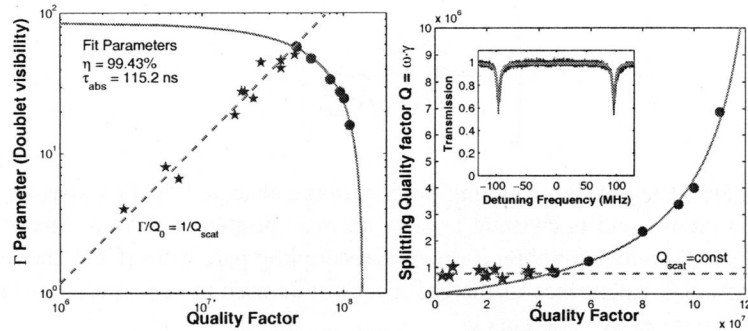 Γ Parameter (Doublet visibility)
10²
10¹
10⁰
Fit Parameters
η = 99.43%
τabs = 115.2 ns
Γ/Q₀ = 1/Qscat
10⁶
10⁷
10⁸
Quality Factor
x 10⁶
Splitting Quality factor Q = ω·γ
10
9
8
7
6
5
4
3
2
1
0
Transmission
1
0.8
0.6
0.4
0.2
0
−100
−50
0
50
100
Detuning Frequency (MHz)
Qscat=const
0
2
4
6
8
10
12
Quality Factor
x 10⁷